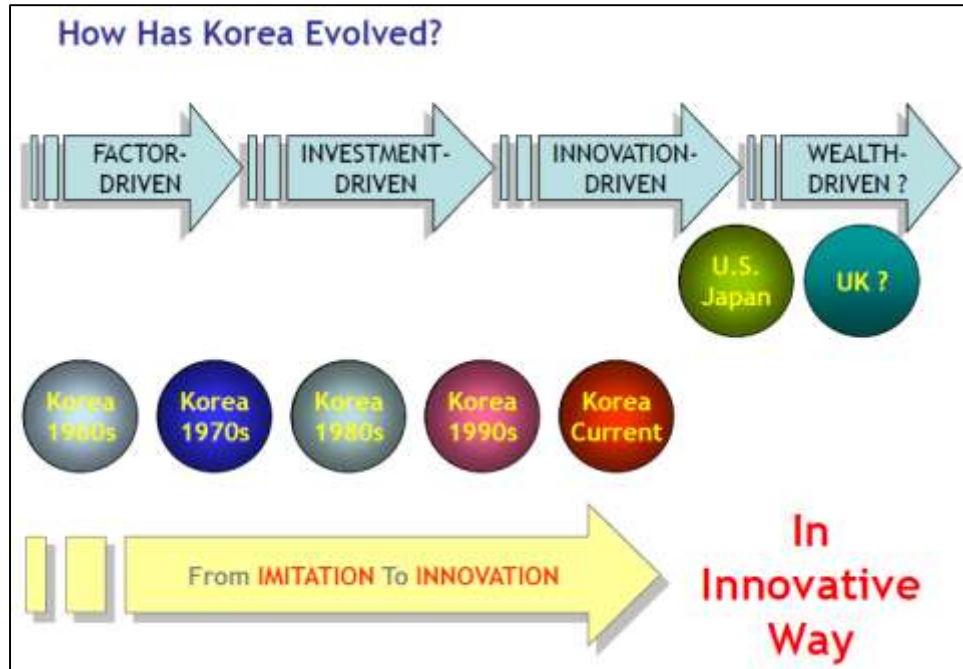 How Has Korea Evolved?
FACTOR-
DRIVEN
INVESTMENT-
DRIVEN
INNOVATION-
DRIVEN
WEALTH-
DRIVEN ?
U.S.
Japan
UK ?
Korea
1960s
Korea
1970s
Korea
1980s
Korea
1990s
Korea
Current
From IMITATION To INNOVATION
In
Innovative
Way